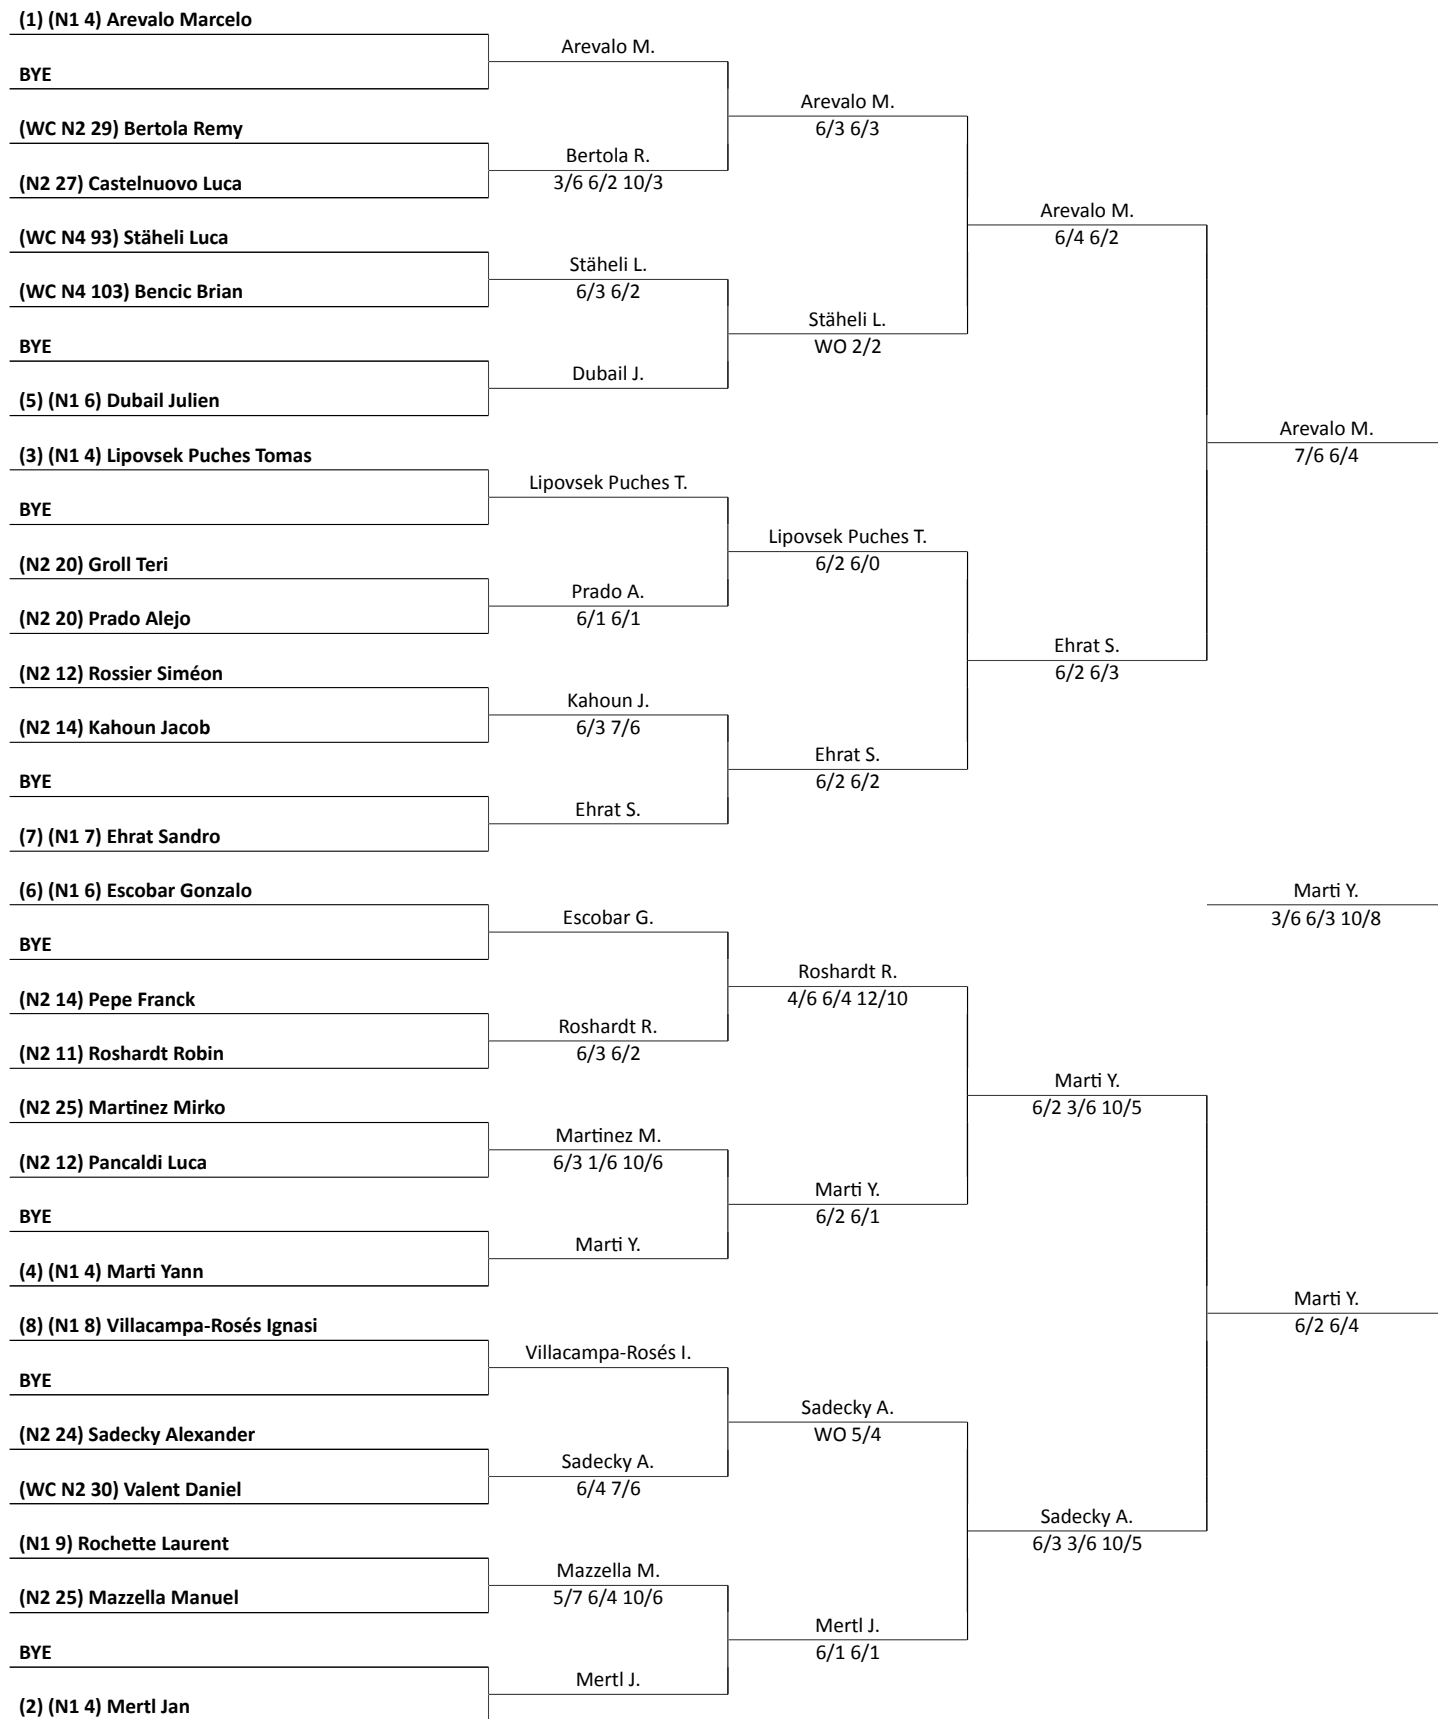 (1) (N1 4) Arevalo Marcelo
Arevalo M.
BYE
Arevalo M.
6/3 6/3
(WC N2 29) Bertola Remy
Bertola R.
3/6 6/2 10/3
(N2 27) Castelnuovo Luca
Arevalo M.
6/4 6/2
(WC N4 93) Stäheli Luca
Stäheli L.
6/3 6/2
(WC N4 103) Bencic Brian
Stäheli L.
WO 2/2
BYE
Dubail J.
(5) (N1 6) Dubail Julien
Arevalo M.
7/6 6/4
(3) (N1 4) Lipovsek Puches Tomas
Lipovsek Puches T.
BYE
Lipovsek Puches T.
6/2 6/0
(N2 20) Groll Teri
Prado A.
6/1 6/1
(N2 20) Prado Alejo
Ehrat S.
6/2 6/3
(N2 12) Rossier Siméon
Kahoun J.
6/3 7/6
(N2 14) Kahoun Jacob
Ehrat S.
6/2 6/2
BYE
Ehrat S.
(7) (N1 7) Ehrat Sandro
(6) (N1 6) Escobar Gonzalo
Marti Y.
3/6 6/3 10/8
Escobar G.
BYE
Roshardt R.
4/6 6/4 12/10
(N2 14) Pepe Franck
Roshardt R.
6/3 6/2
(N2 11) Roshardt Robin
Marti Y.
6/2 3/6 10/5
(N2 25) Martinez Mirko
Martinez M.
6/3 1/6 10/6
(N2 12) Pancaldi Luca
Marti Y.
6/2 6/1
BYE
Marti Y.
(4) (N1 4) Marti Yann
Marti Y.
6/2 6/4
(8) (N1 8) Villacampa-Rosés Ignasi
Villacampa-Rosés I.
BYE
Sadecky A.
WO 5/4
(N2 24) Sadecky Alexander
Sadecky A.
6/4 7/6
(WC N2 30) Valent Daniel
Sadecky A.
6/3 3/6 10/5
(N1 9) Rochette Laurent
Mazzella M.
5/7 6/4 10/6
(N2 25) Mazzella Manuel
Mertl J.
6/1 6/1
BYE
Mertl J.
(2) (N1 4) Mertl Jan